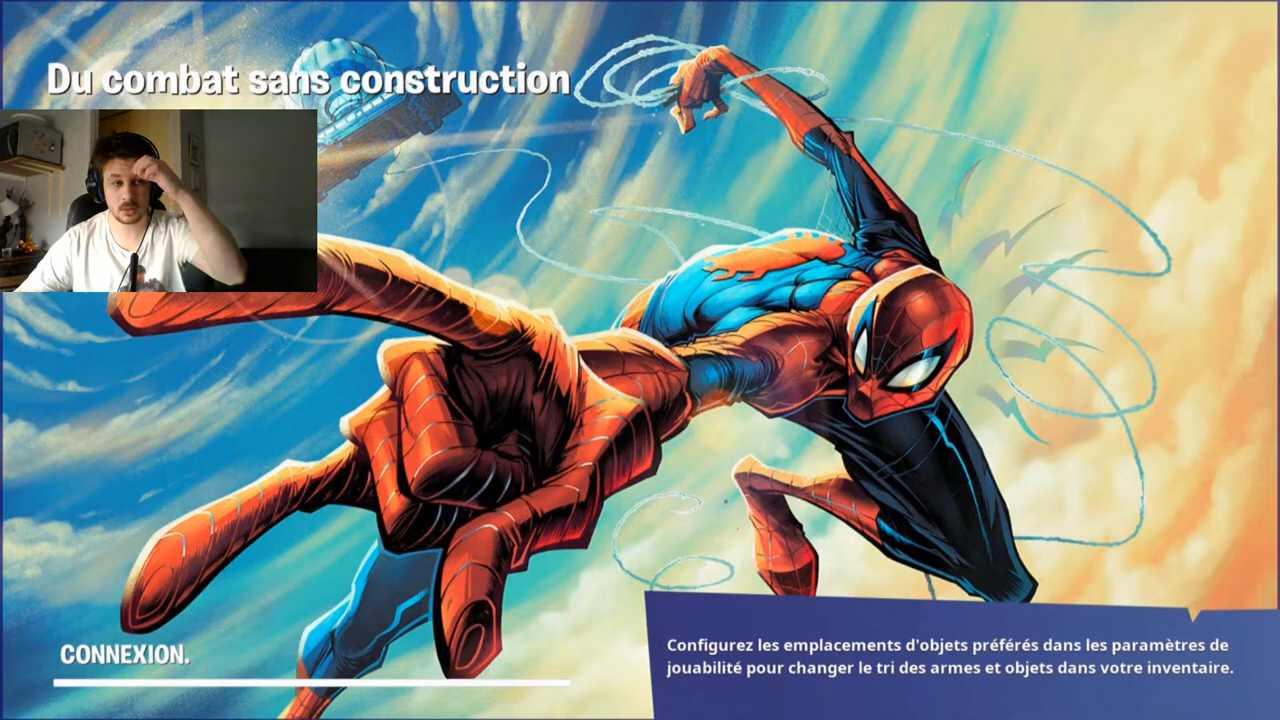 Du combat sans construction
CONNEXION.
Configurez les emplacements d'objets préférés dans les paramètres de
jouabilité pour changer le tri des armes et objets dans votre inventaire.